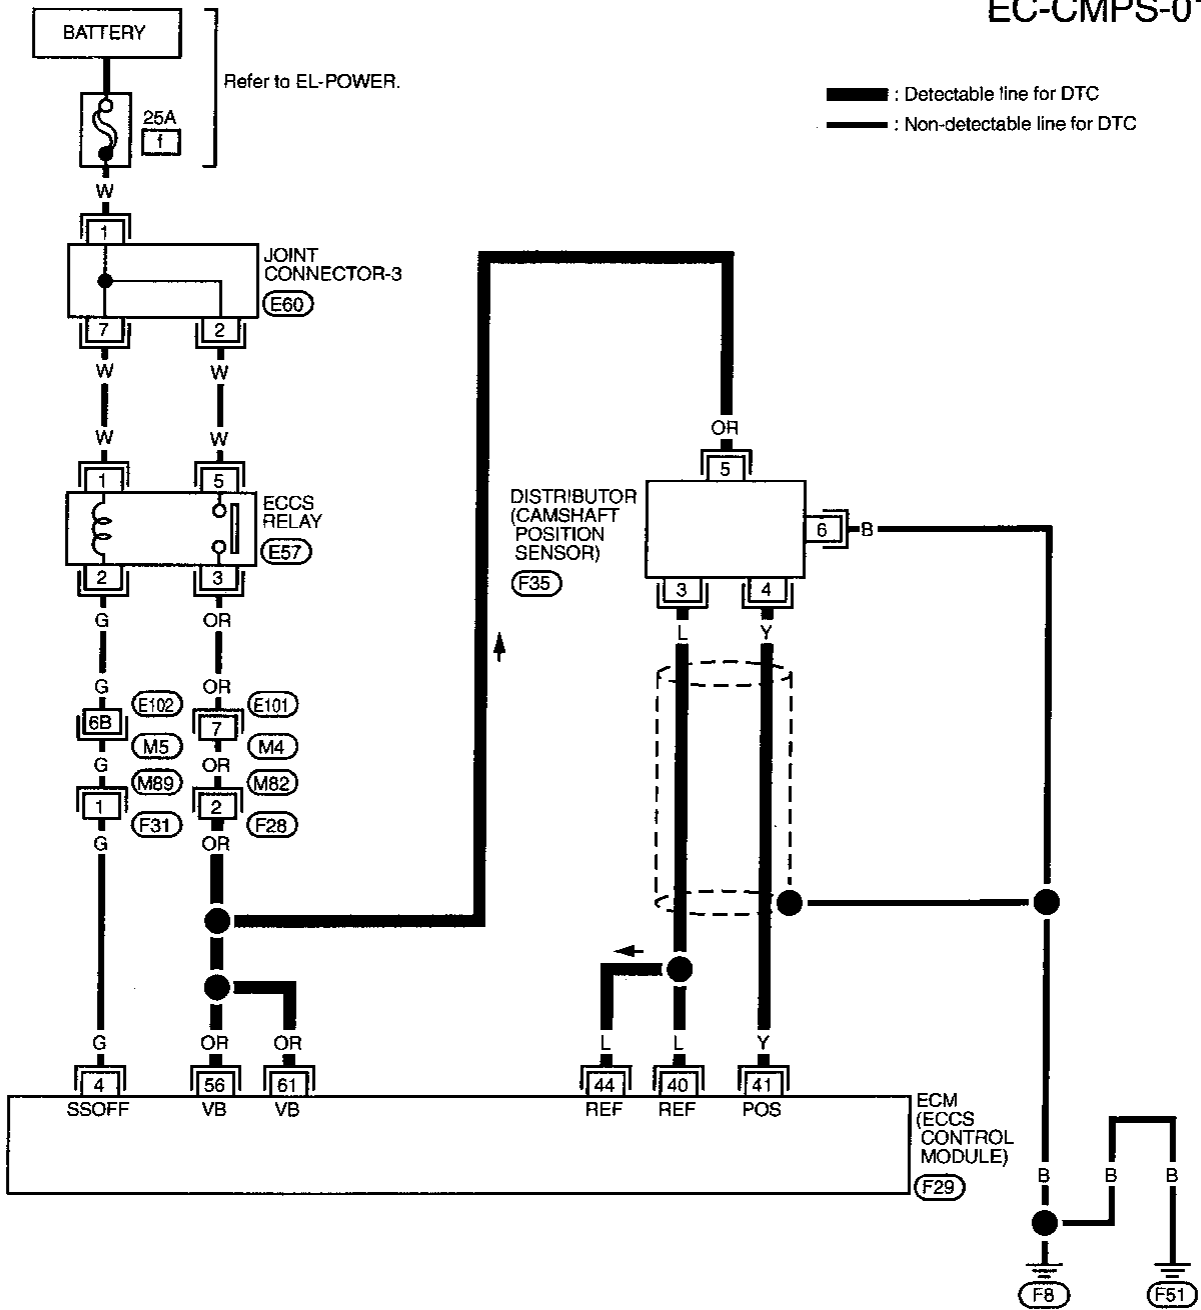 EC-CMPS-01
BATTERY
Refer to EL-POWER.
25A
f
: Detectable line for DTC
: Non-detectable line for DTC
W
1
JOINT
CONNECTOR-3
E60
7 2
W W
W W
1 5
ECCS
RELAY
E57
2 3
G OR
G OR
E102 E101
6B 7
M5 M4
G OR
M89 M82
1 2
F31 F28
G OR
OR
5
DISTRIBUTOR
(CAMSHAFT
POSITION
SENSOR)
F35
6 B
3 4
L Y
G OR OR L L Y
4 56 61 44 40 41
SSOFF VB VB REF REF POS
ECM
(ECCS
CONTROL
MODULE)
F29
B B B
F8 F51